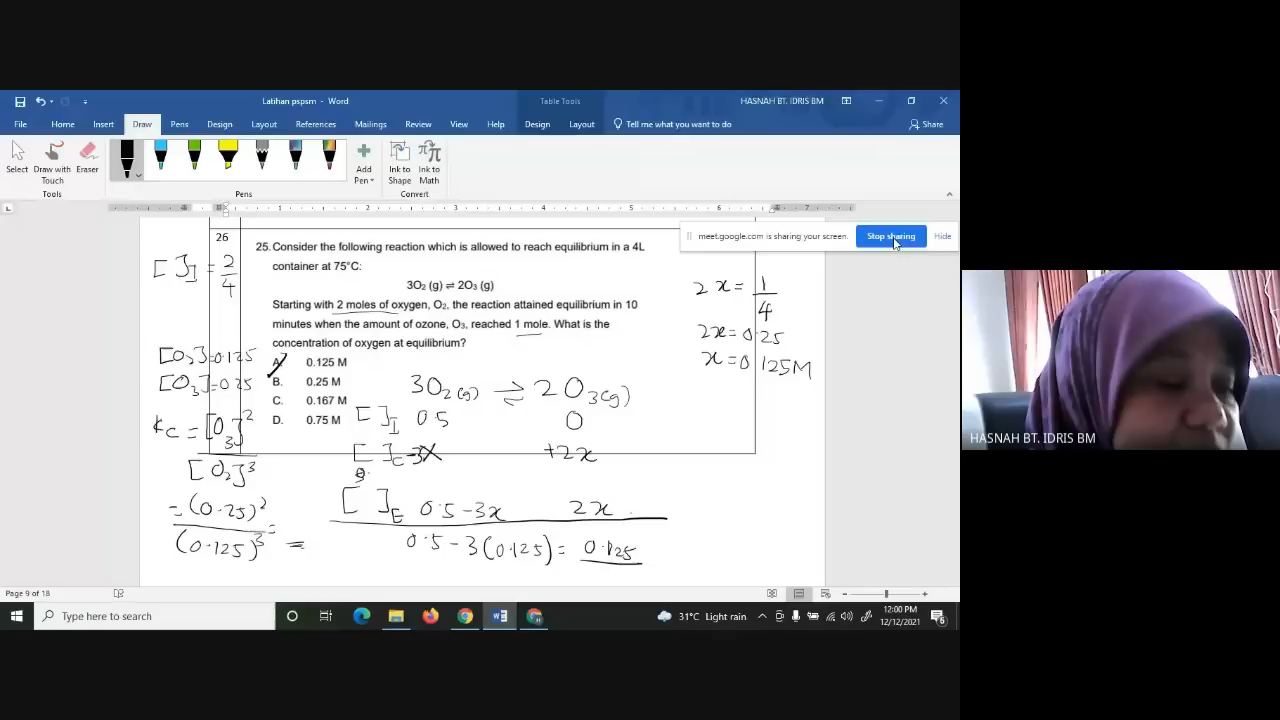 Latihan pspsm - Word
Table Tools
HASNAH BT. IDRIS BM
File Home Insert Draw Pens Design Layout References Mailings Review View Help Design Layout Tell me what you want to do Share
Select Draw with Touch Eraser
Add Pen
Ink to Shape Ink to Math
Tools Pens Convert
1 2 3 4 5 6 7
meet.google.com is sharing your screen. Stop sharing Hide
26
25. Consider the following reaction which is allowed to reach equilibrium in a 4L
container at 75°C:
3O2 (g) ⇌ 2O3 (g)
Starting with 2 moles of oxygen, O2, the reaction attained equilibrium in 10
minutes when the amount of ozone, O3, reached 1 mole. What is the
concentration of oxygen at equilibrium?
A. 0.125 M
B. 0.25 M
C. 0.167 M
D. 0.75 M
[ ]I = 2/4
[O2]=0.125
[O3]=0.25
Kc = [O3]^2
[O2]^3
= (0.25)^2
(0.125)^3 = =
3O2(g) ⇌ 2O3(g)
[ ]I 0.5 0
[ ]C -3x +2x
[ ]E 0.5-3x 2x
0.5-3(0.125) = 0.125
2x = 1/4
2x = 0.25
x = 0.125M
HASNAH BT. IDRIS BM
Page 9 of 18
Type here to search
31°C Light rain
12:00 PM
12/12/2021
6